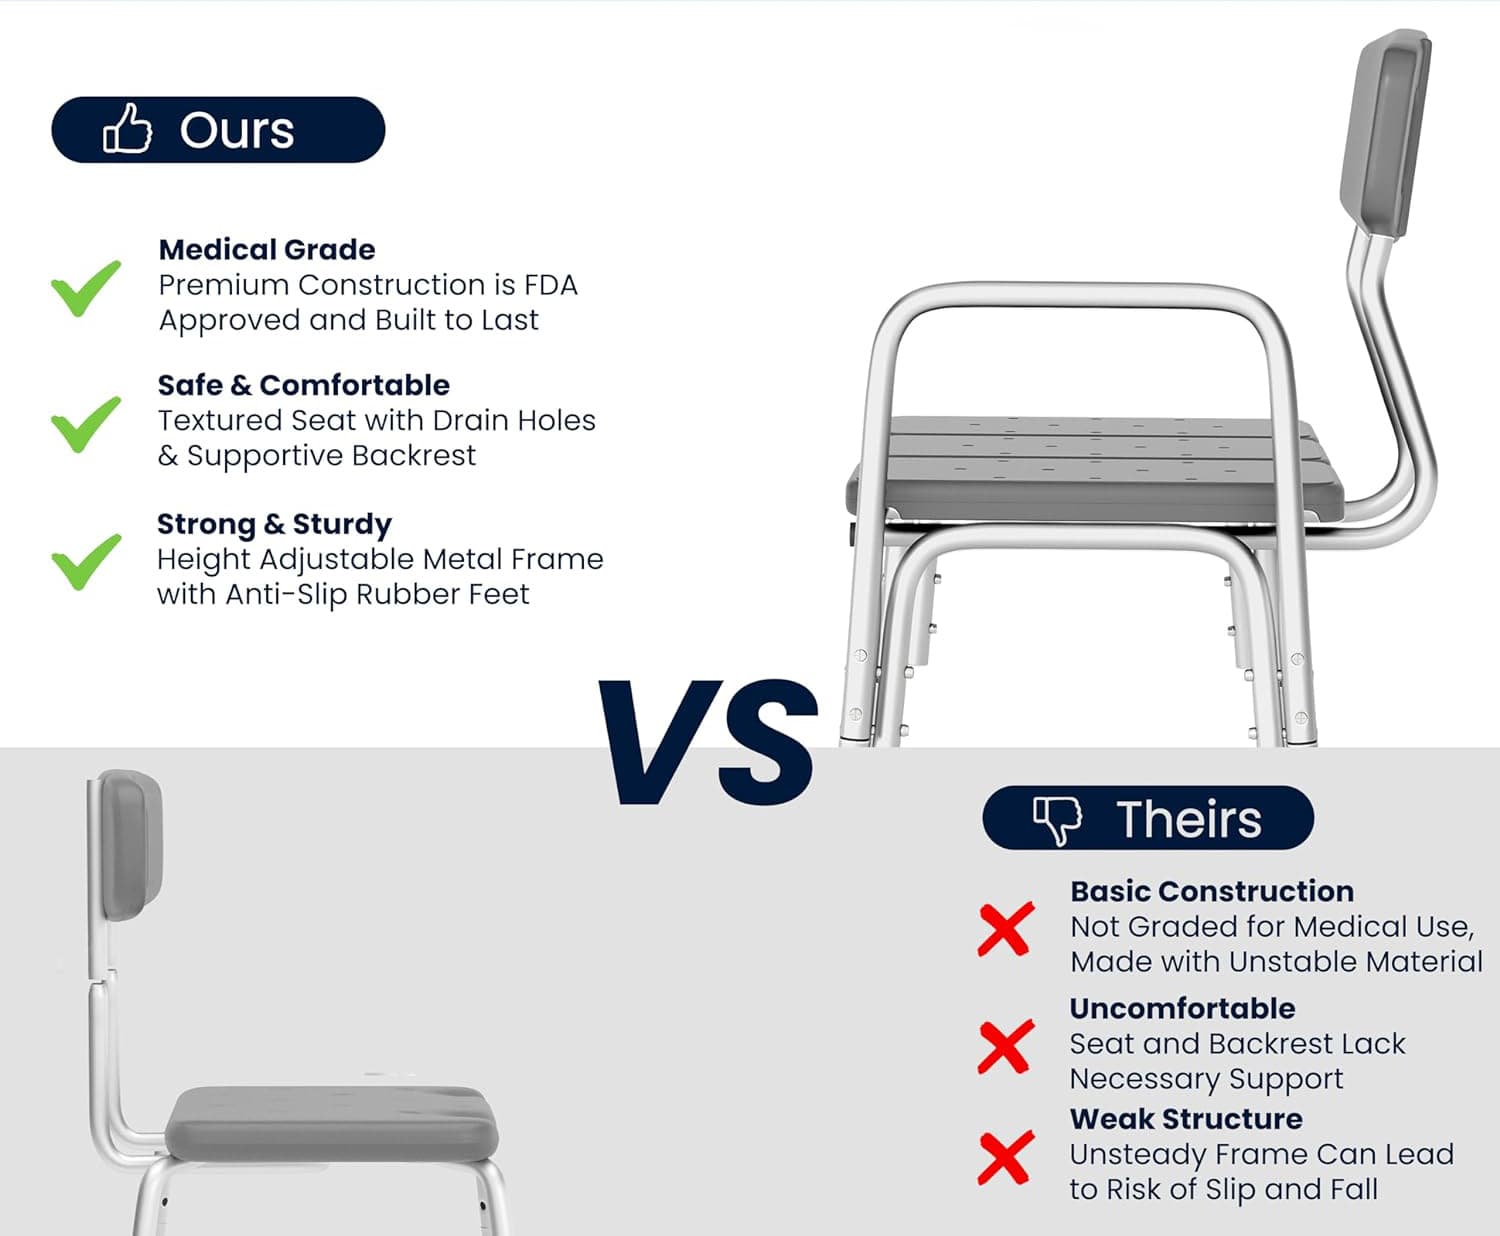 Ours
Medical Grade
Premium Construction is FDA
Approved and Built to Last
Safe & Comfortable
Textured Seat with Drain Holes
& Supportive Backrest
Strong & Sturdy
Height Adjustable Metal Frame
with Anti-Slip Rubber Feet
VS
Theirs
Basic Construction
Not Graded for Medical Use,
Made with Unstable Material
Uncomfortable
Seat and Backrest Lack
Necessary Support
Weak Structure
Unsteady Frame Can Lead
to Risk of Slip and Fall